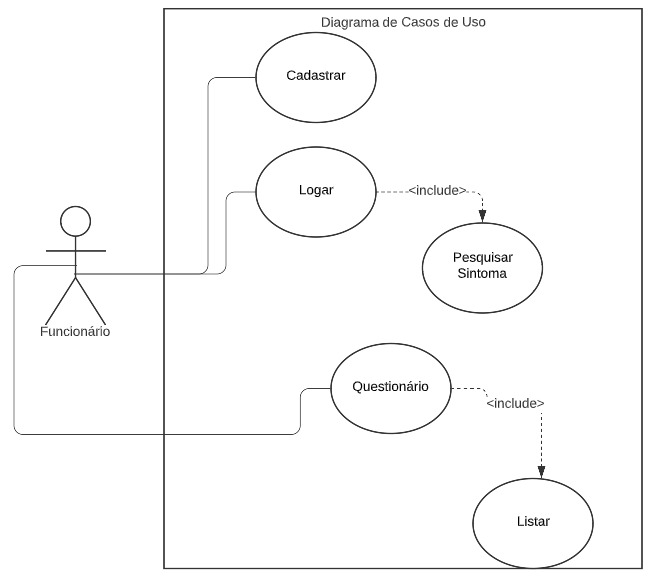 Diagrama de Casos de Uso
Cadastrar
Logar
<include>
Pesquisar
Sintoma
Funcionário
Questionário
<include>
Listar